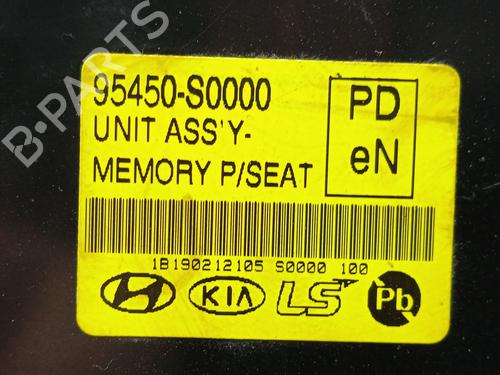 B-PARTS
95450-S0000
UNIT ASS'Y-
MEMORY P/SEAT
PD
eN
1B190212105 S0000 100
KIA LS Pb